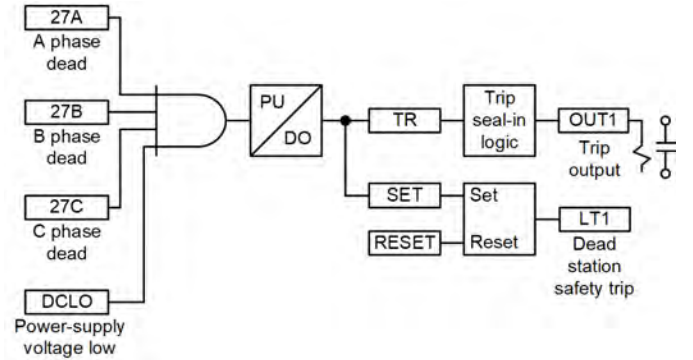 27A
A phase
dead
27B
B phase
dead
27C
C phase
dead
DCLO
Power-supply
voltage low
PU
DO
TR
Trip
seal-in
logic
OUT1
Trip
output
SET
Set
RESET
Reset
LT1
Dead
station
safety trip